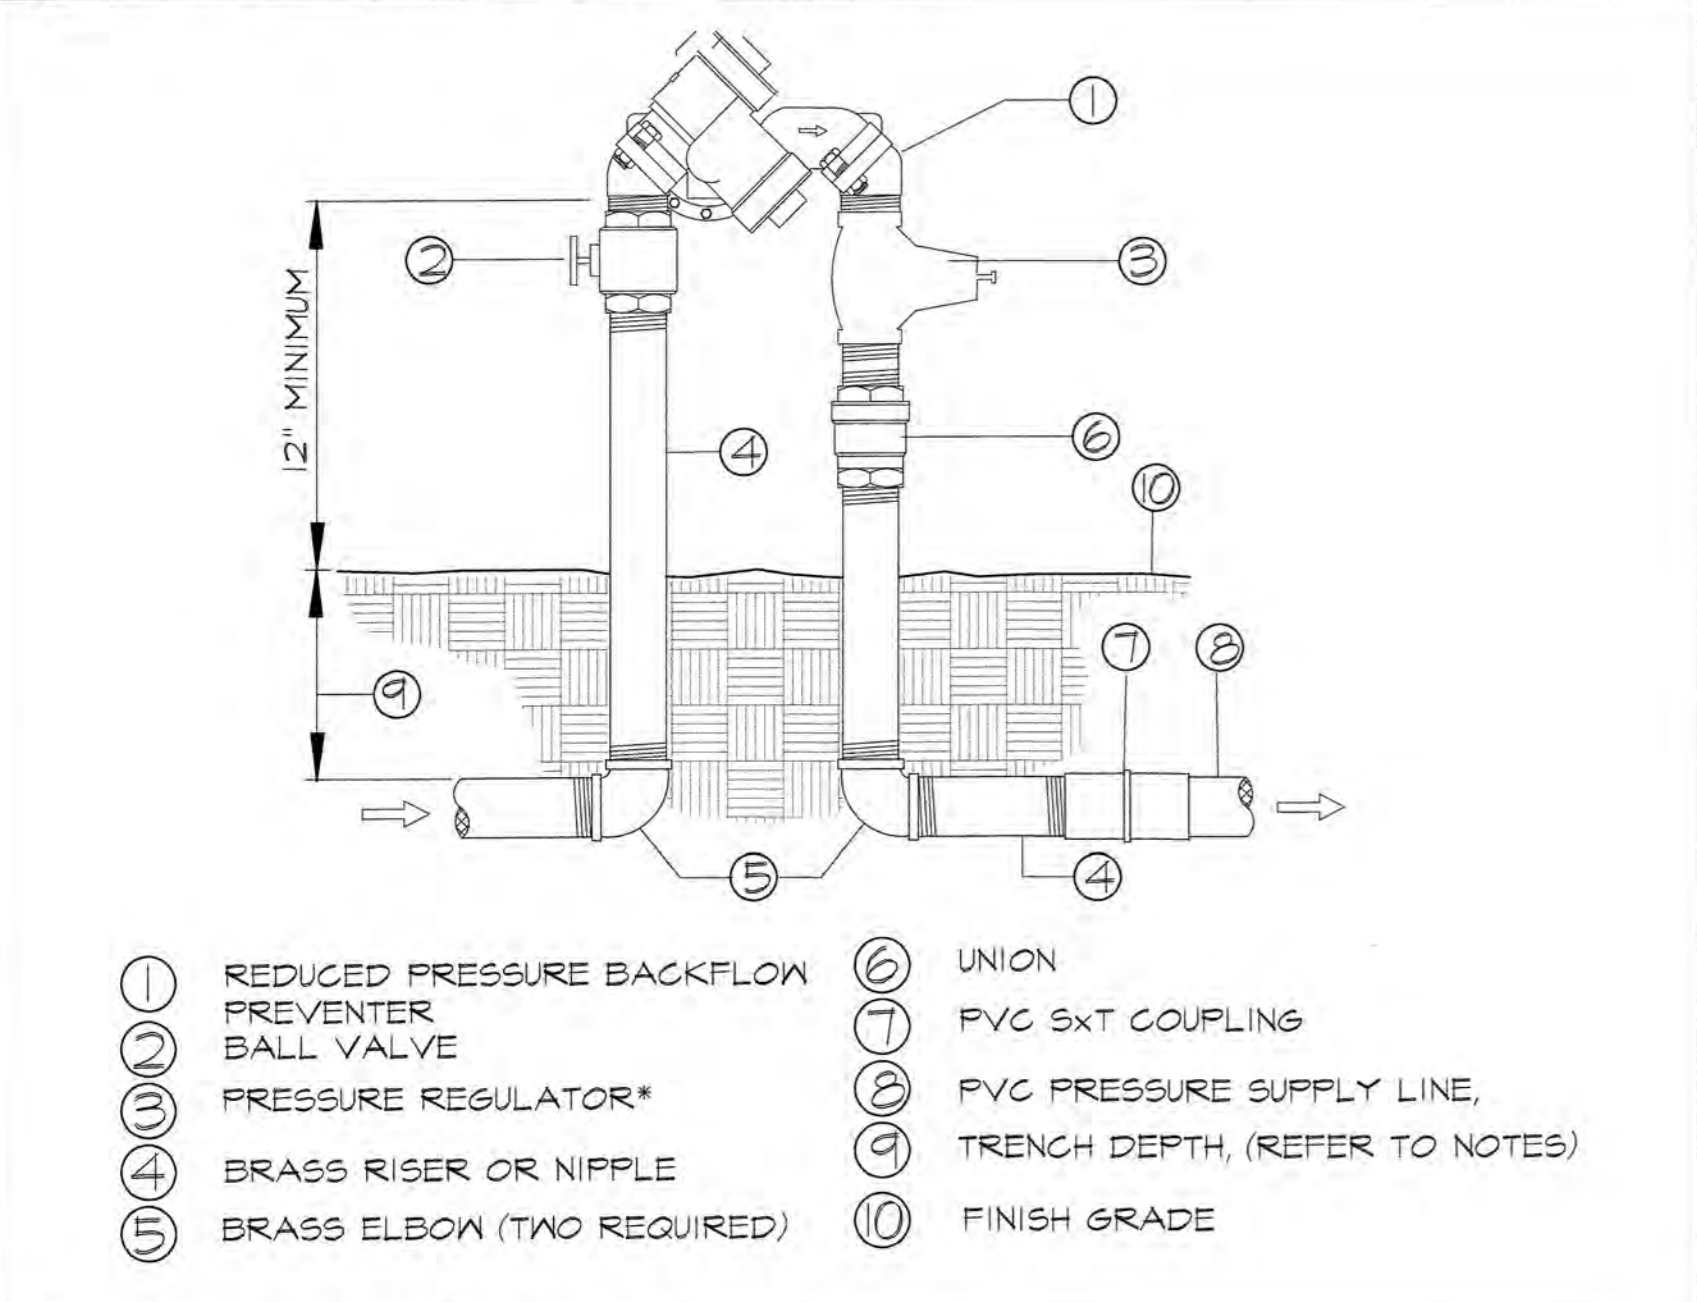 1
2
3
12" MINIMUM
4
6
10
9
7
8
5
4
1 REDUCED PRESSURE BACKFLOW
PREVENTER
2 BALL VALVE
3 PRESSURE REGULATOR*
4 BRASS RISER OR NIPPLE
5 BRASS ELBOW (TWO REQUIRED)
6 UNION
7 PVC SxT COUPLING
8 PVC PRESSURE SUPPLY LINE,
9 TRENCH DEPTH, (REFER TO NOTES)
10 FINISH GRADE